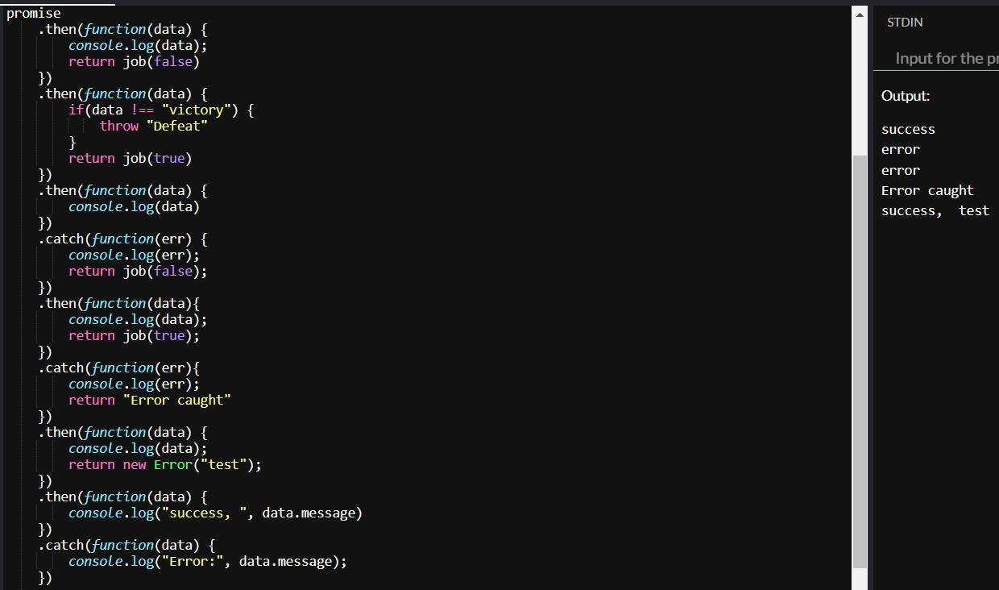 promise
.then(function(data) {
console.log(data);
return job(false)
})
.then(function(data) {
if(data !== "victory") {
throw "Defeat"
}
return job(true)
})
.then(function(data) {
console.log(data)
})
.catch(function(err) {
console.log(err);
return job(false);
})
.then(function(data){
console.log(data);
return job(true);
})
.catch(function(err){
console.log(err);
return "Error caught"
})
.then(function(data) {
console.log(data);
return new Error("test");
})
.then(function(data) {
console.log("success, ", data.message)
})
.catch(function(data) {
console.log("Error:", data.message);
})
STDIN
Input for the
Output:
success
error
error
Error caught
success,  test